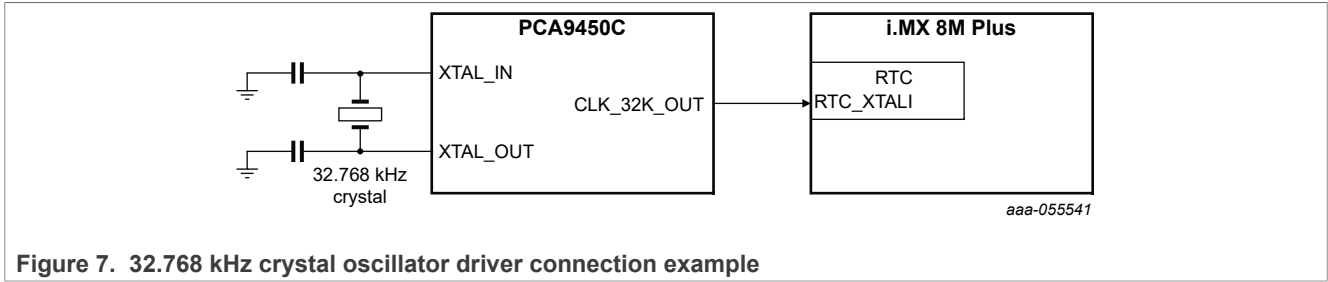 PCA9450C
i.MX 8M Plus
XTAL_IN
RTC
CLK_32K_OUT
RTC_XTALI
XTAL_OUT
32.768 kHz
crystal
aaa-055541
Figure 7. 32.768 kHz crystal oscillator driver connection example